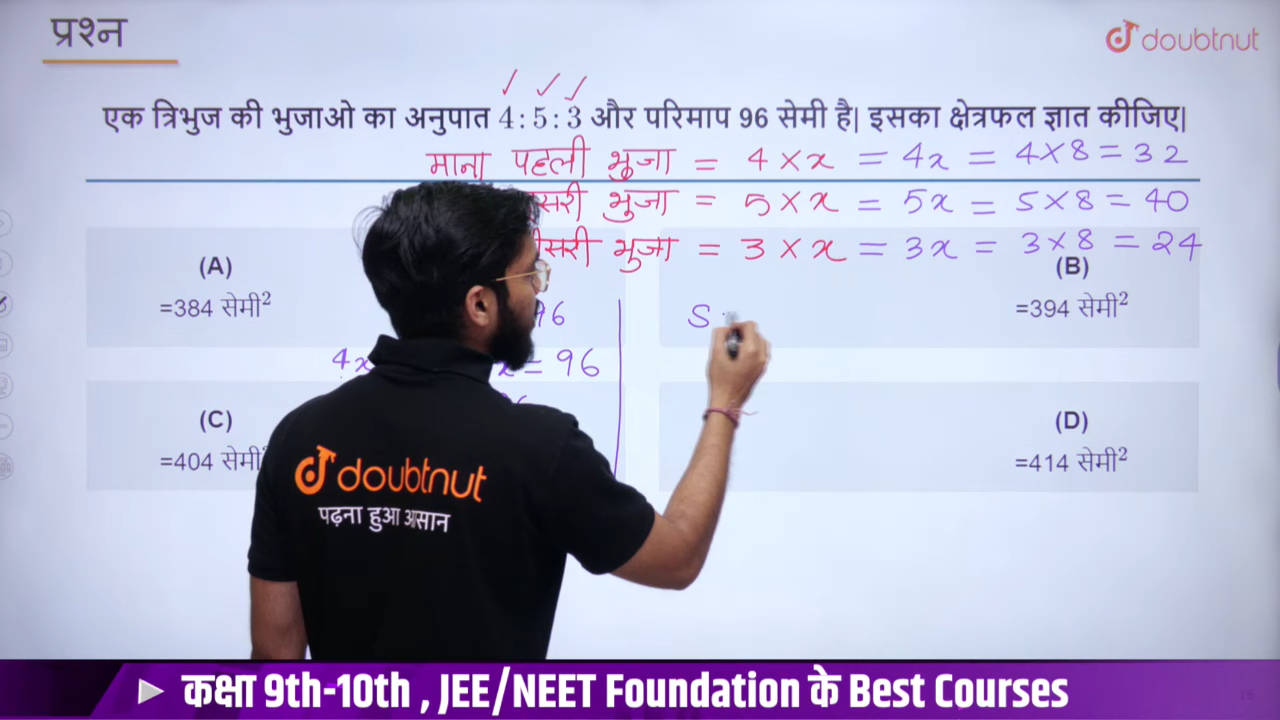 प्रश्न
doubtnut
एक त्रिभुज की भुजाओ का अनुपात 4 : 5 : 3 और परिमाप 96 सेमी है| इसका क्षेत्रफल ज्ञात कीजिए|
माना पहली भुजा = 4 × x = 4x = 4 × 8 = 32
भुजा = 5 × x = 5x = 5 × 8 = 40
भुजा = 3 × x = 3x = 3 × 8 = 24
(A)
=384 सेमी²
(B)
=394 सेमी²
96
S
4x
= 96
(C)
=404 सेमी²
(D)
=414 सेमी²
doubtnut
पढ़ना हुआ आसान
कक्षा 9th-10th , JEE/NEET Foundation के Best Courses